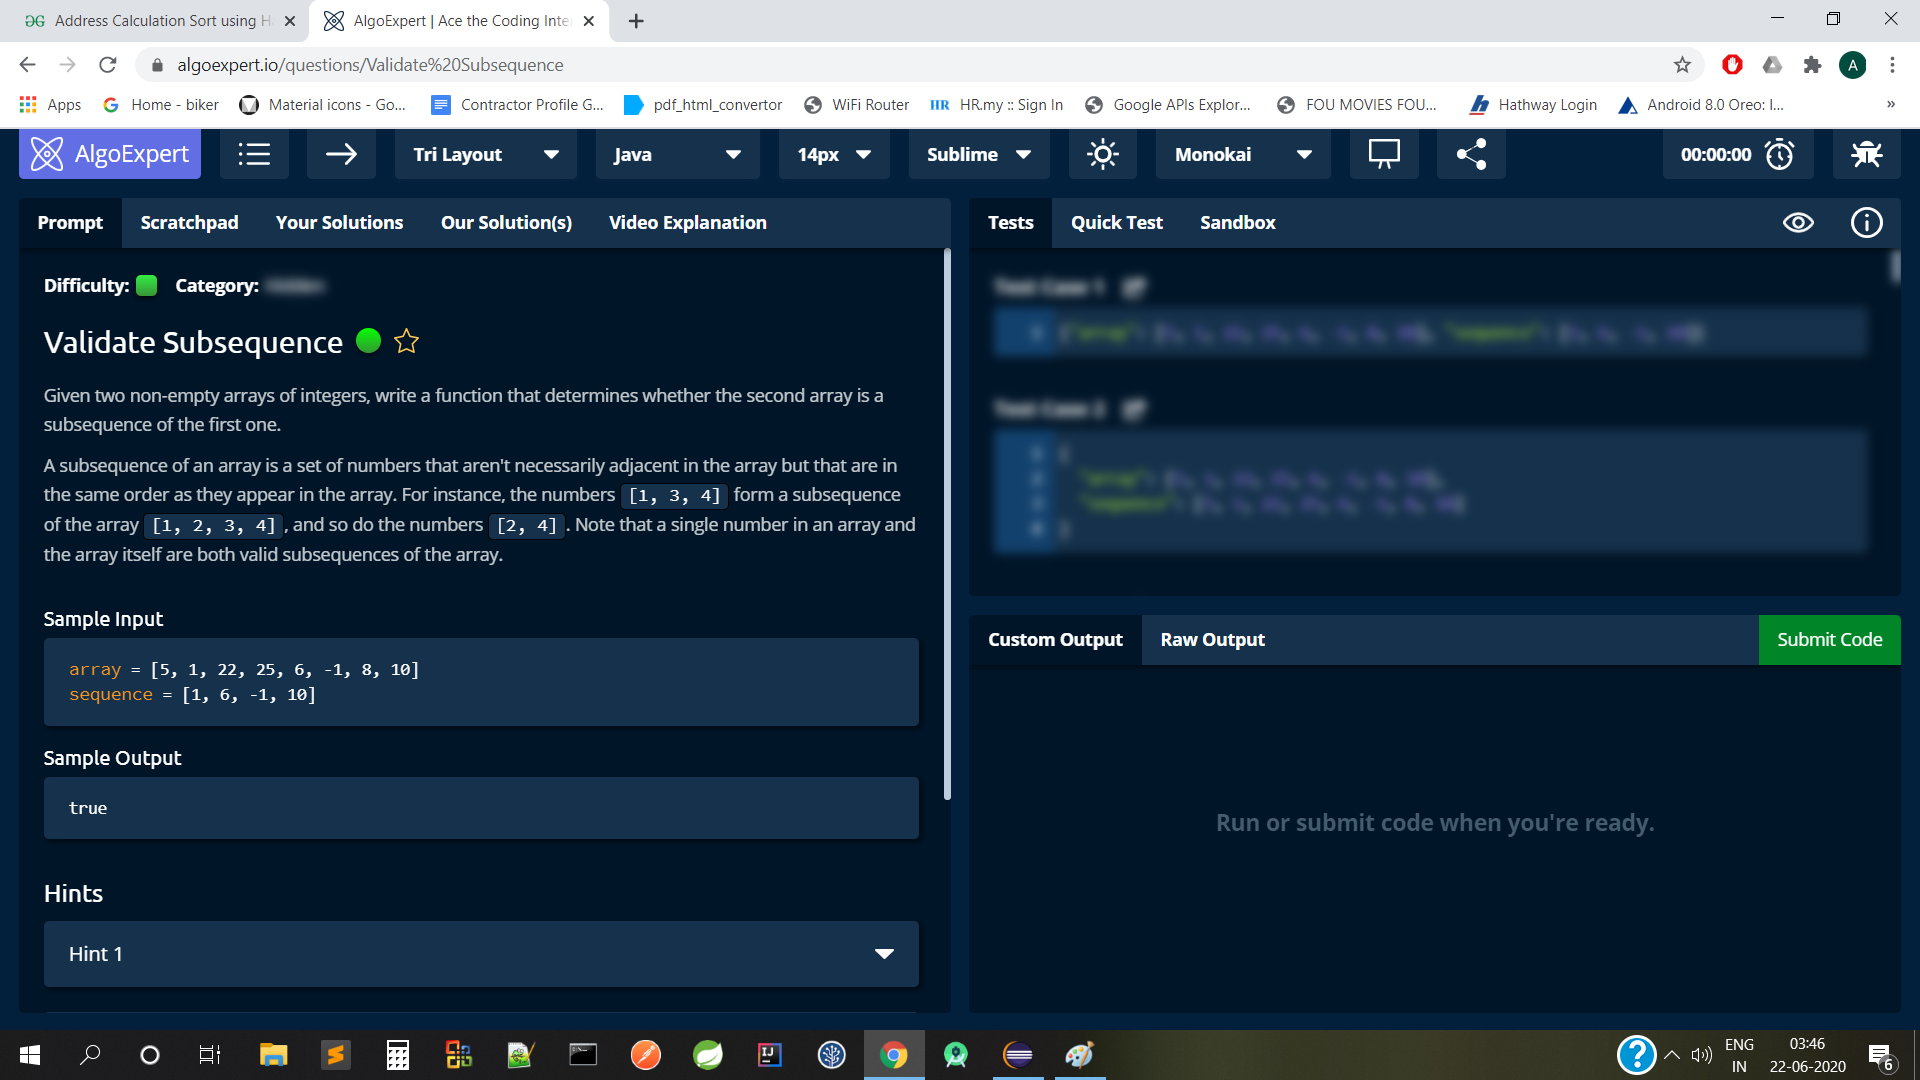 Address Calculation Sort using H
AlgoExpert | Ace the Coding Inte
algoexpert.io/questions/Validate%20Subsequence
A
Apps
Home - biker
Material icons - Go...
Contractor Profile G...
pdf_html_convertor
WiFi Router
HR HR.my :: Sign In
Google APIs Explor...
FOU MOVIES FOU...
Hathway Login
Android 8.0 Oreo: I...
»
AlgoExpert
Tri Layout
Java
14px
Sublime
Monokai
00:00:00
Prompt
Scratchpad
Your Solutions
Our Solution(s)
Video Explanation
Difficulty:
Category:
Validate Subsequence
Given two non-empty arrays of integers, write a function that determines whether the second array is a
subsequence of the first one.
A subsequence of an array is a set of numbers that aren't necessarily adjacent in the array but that are in
the same order as they appear in the array. For instance, the numbers [1, 3, 4] form a subsequence
of the array [1, 2, 3, 4] , and so do the numbers [2, 4] . Note that a single number in an array and
the array itself are both valid subsequences of the array.
Sample Input
array = [5, 1, 22, 25, 6, -1, 8, 10]
sequence = [1, 6, -1, 10]
Sample Output
true
Hints
Hint 1
Tests
Quick Test
Sandbox
Test Case 1
Test Case 2
Custom Output
Raw Output
Submit Code
Run or submit code when you're ready.
ENG
IN
03:46
22-06-2020
6